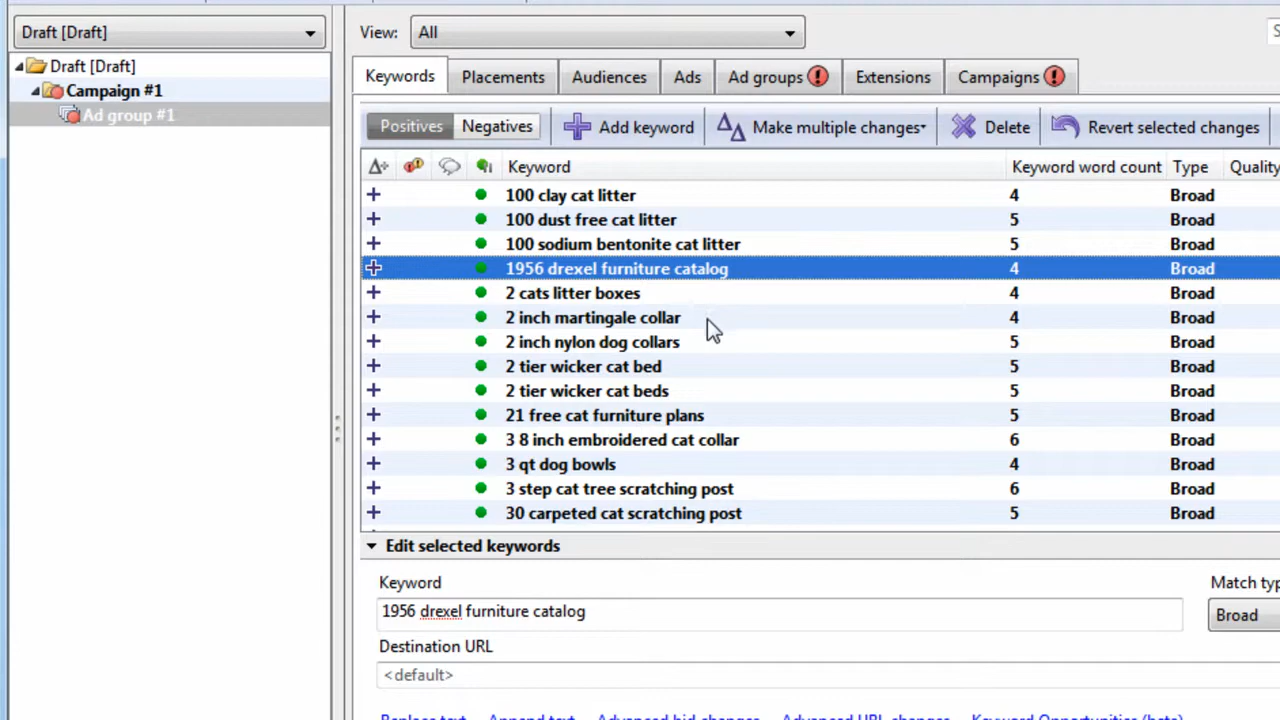 Draft [Draft]
View: All
S
Draft [Draft]
Campaign #1
Ad group #1
Keywords Placements Audiences Ads Ad groups Extensions Campaigns
Positives Negatives Add keyword Make multiple changes Delete Revert selected changes
Keyword Keyword word count Type Quality
100 clay cat litter 4 Broad
100 dust free cat litter 5 Broad
100 sodium bentonite cat litter 5 Broad
1956 drexel furniture catalog 4 Broad
2 cats litter boxes 4 Broad
2 inch martingale collar 4 Broad
2 inch nylon dog collars 5 Broad
2 tier wicker cat bed 5 Broad
2 tier wicker cat beds 5 Broad
21 free cat furniture plans 5 Broad
3 8 inch embroidered cat collar 6 Broad
3 qt dog bowls 4 Broad
3 step cat tree scratching post 6 Broad
30 carpeted cat scratching post 5 Broad
Edit selected keywords
Keyword Match typ
1956 drexel furniture catalog Broad
Destination URL
<default>
Replace text Append text Advanced bid changes Advanced URL changes Keyword Opportunities (beta)